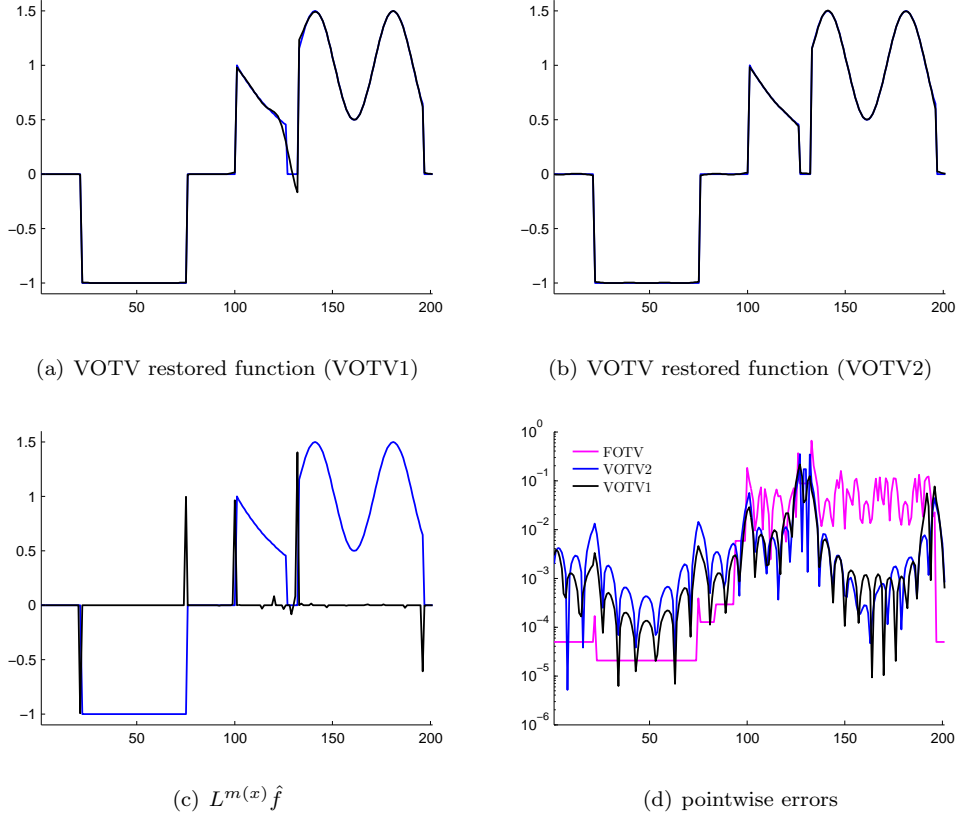 1.5
1
0.5
0
−0.5
−1
50 100 150 200
(a) VOTV restored function (VOTV1)
1.5
1
0.5
0
−0.5
−1
50 100 150 200
(b) VOTV restored function (VOTV2)
1.5
1
0.5
0
−0.5
−1
50 100 150 200
(c) $L^{m(x)}\hat{f}$
10^0
10^{-1}
10^{-2}
10^{-3}
10^{-4}
10^{-5}
10^{-6}
FOTV
VOTV2
VOTV1
50 100 150 200
(d) pointwise errors